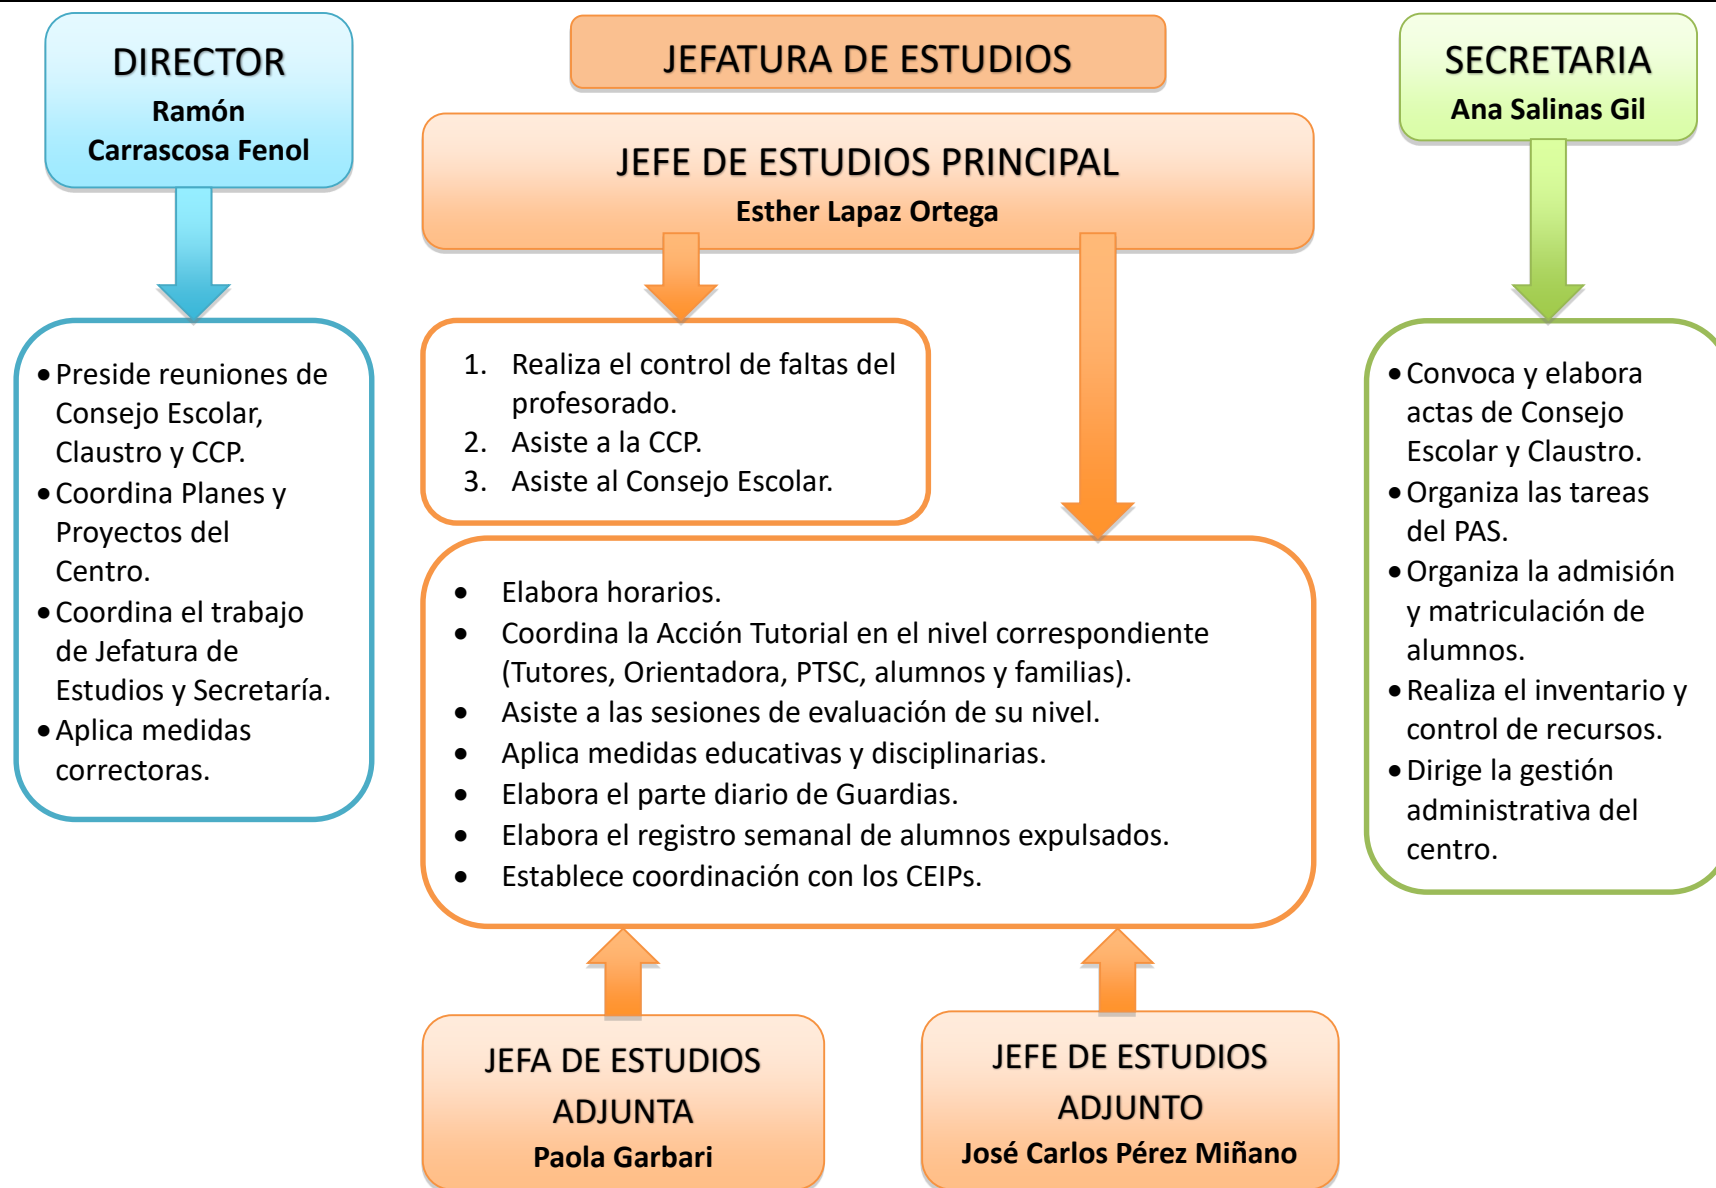 DIRECTOR
Ramón
Carrascosa Fenol
JEFATURA DE ESTUDIOS
JEFE DE ESTUDIOS PRINCIPAL
Esther Lapaz Ortega
SECRETARIA
Ana Salinas Gil
• Preside reuniones de
Consejo Escolar,
Claustro y CCP.
• Coordina Planes y
Proyectos del
Centro.
• Coordina el trabajo
de Jefatura de
Estudios y Secretaría.
• Aplica medidas
correctoras.
1. Realiza el control de faltas del
profesorado.
2. Asiste a la CCP.
3. Asiste al Consejo Escolar.
• Elabora horarios.
• Coordina la Acción Tutorial en el nivel correspondiente
(Tutores, Orientadora, PTSC, alumnos y familias).
• Asiste a las sesiones de evaluación de su nivel.
• Aplica medidas educativas y disciplinarias.
• Elabora el parte diario de Guardias.
• Elabora el registro semanal de alumnos expulsados.
• Establece coordinación con los CEIPs.
• Convoca y elabora
actas de Consejo
Escolar y Claustro.
• Organiza las tareas
del PAS.
• Organiza la admisión
y matriculación de
alumnos.
• Realiza el inventario y
control de recursos.
• Dirige la gestión
administrativa del
centro.
JEFA DE ESTUDIOS
ADJUNTA
Paola Garbari
JEFE DE ESTUDIOS
ADJUNTO
José Carlos Pérez Miñano